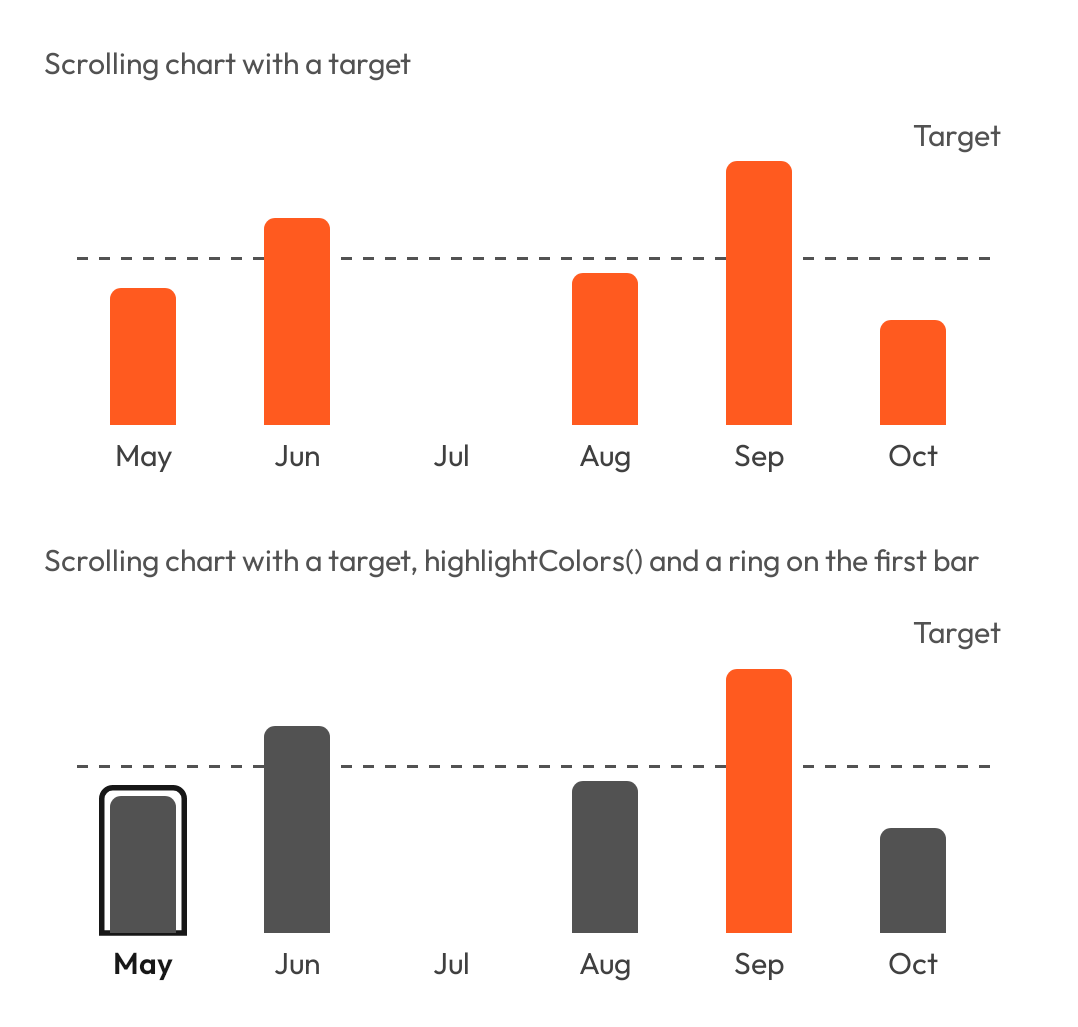 Scrolling chart with a target
Target
May Jun Jul Aug Sep Oct
Scrolling chart with a target, highlightColors() and a ring on the first bar
Target
May Jun Jul Aug Sep Oct